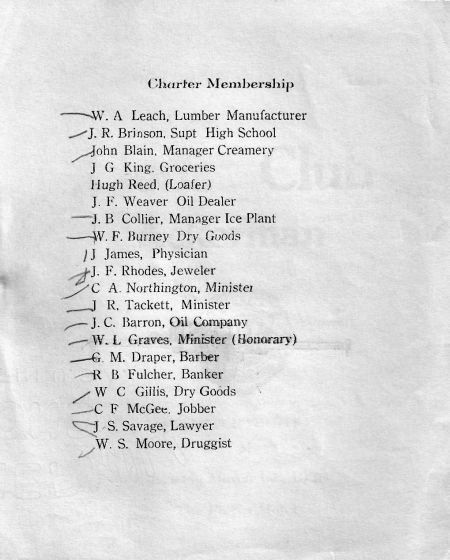 Charter Membership
W. A Leach, Lumber Manufacturer
J. R. Brinson, Supt High School
John Blain, Manager Creamery
J G King, Groceries
Hugh Reed, (Loafer)
J. F. Weaver Oil Dealer
J. B Collier, Manager Ice Plant
W. F. Burney Dry Goods
J James, Physician
J. F. Rhodes, Jeweler
C A. Northington, Minister
J R. Tackett, Minister
J. C. Barron, Oil Company
W. L Graves, Minister (Honorary)
G. M. Draper, Barber
R B Fulcher, Banker
W C Gillis, Dry Goods
C F McGee, Jobber
J S. Savage, Lawyer
W. S. Moore, Druggist